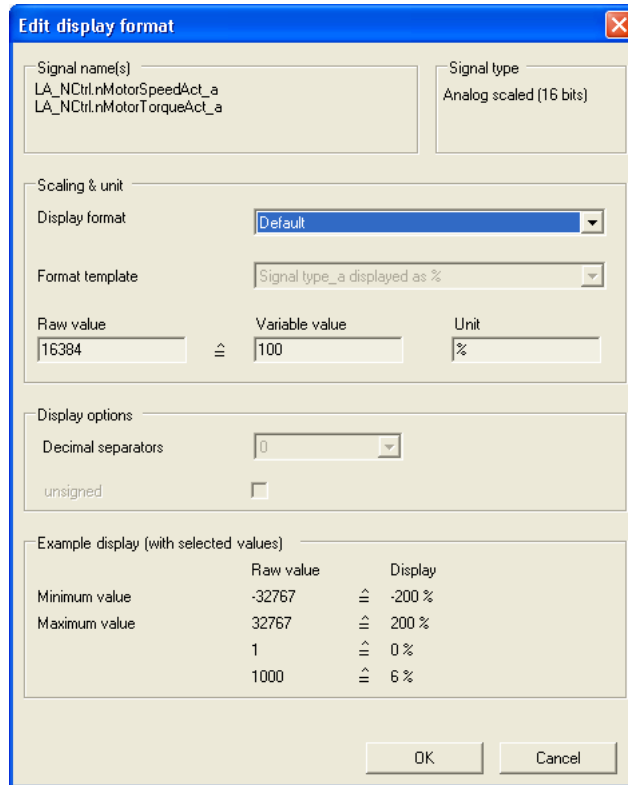 Edit display format
Signal name(s)
LA_NCtrl.nMotorSpeedAct_a
LA_NCtrl.nMotorTorqueAct_a
Signal type
Analog scaled (16 bits)
Scaling & unit
Display format Default
Format template Signal type_a displayed as %
Raw value Variable value Unit
16384 ≙ 100 %
Display options
Decimal separators 0
unsigned
Example display (with selected values)
Raw value Display
Minimum value -32767 ≙ -200 %
Maximum value 32767 ≙ 200 %
1 ≙ 0 %
1000 ≙ 6 %
OK Cancel